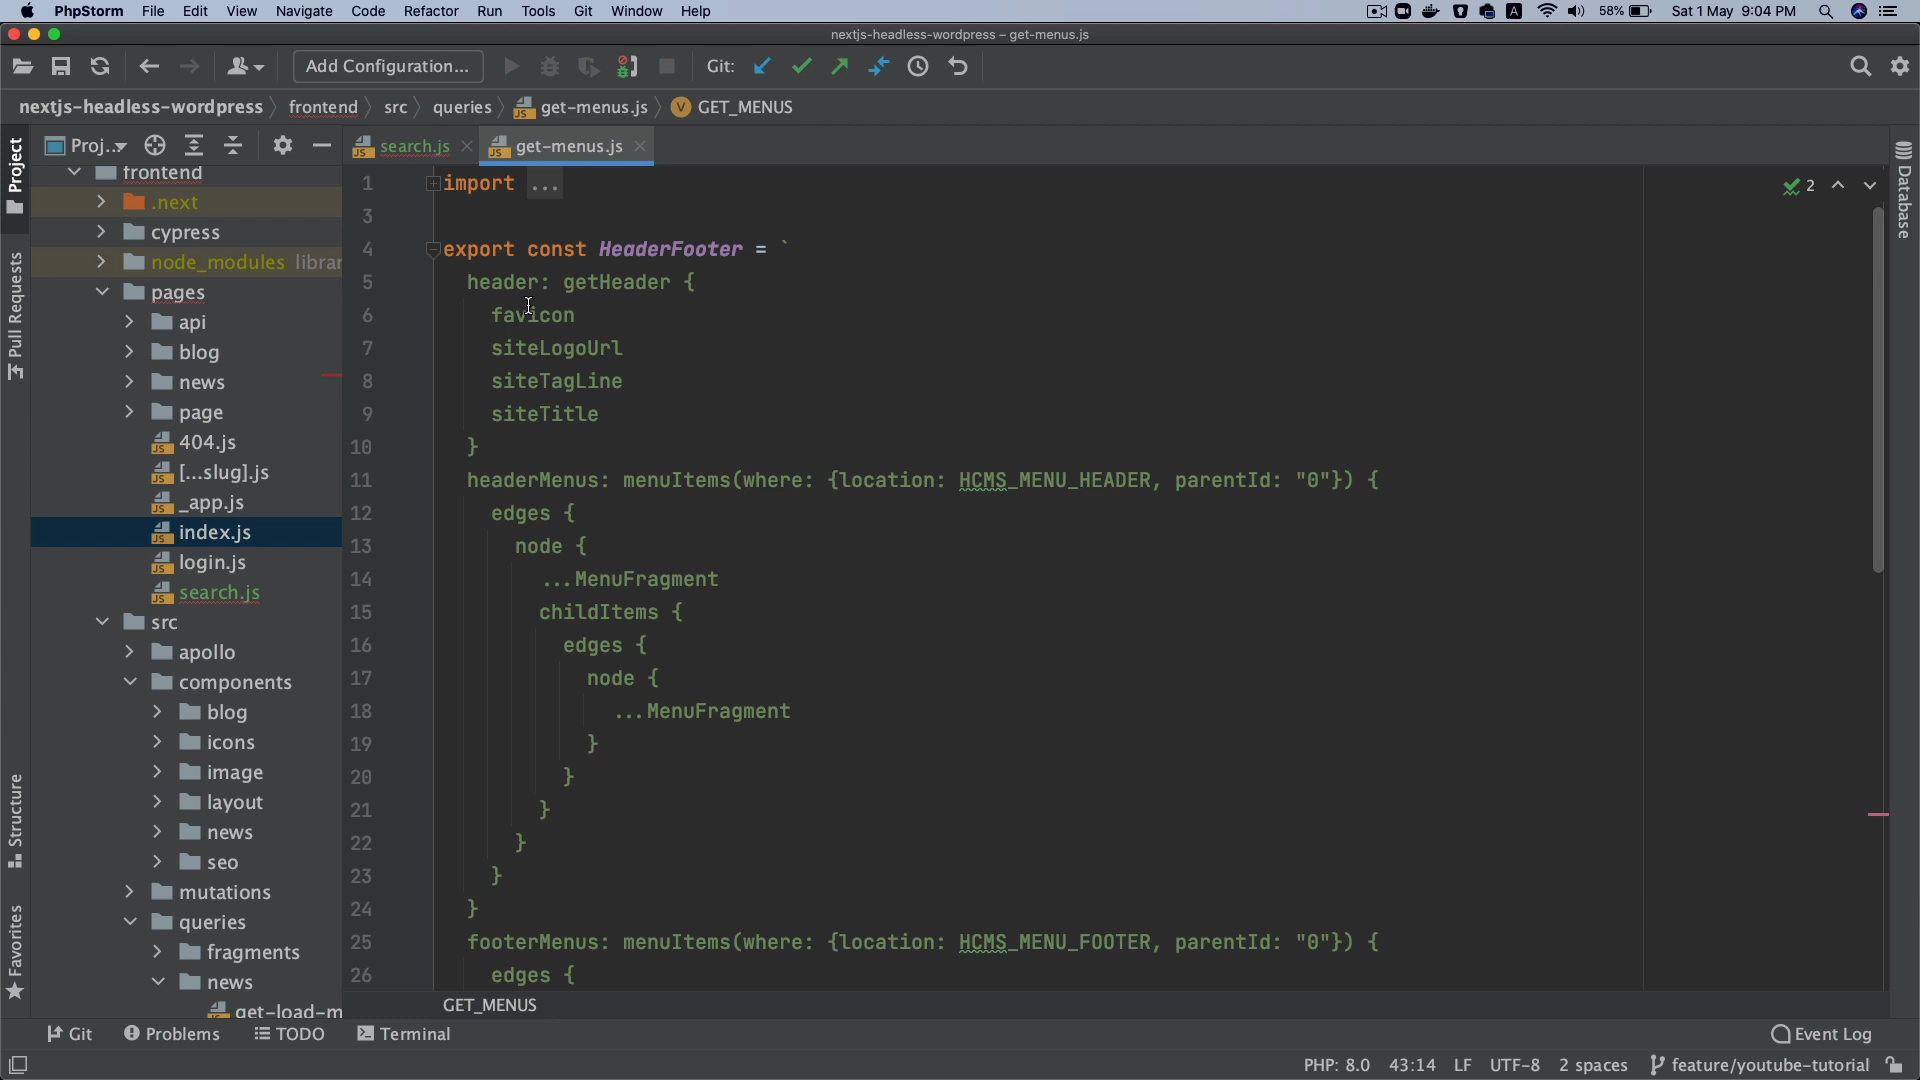 PhpStorm File Edit View Navigate Code Refactor Run Tools Git Window Help 58% Sat 1 May 9:04 PM
nextjs-headless-wordpress – get-menus.js
Add Configuration... Git:
nextjs-headless-wordpress frontend src queries get-menus.js GET_MENUS
Project
Pull Requests
Structure
Favorites
Proj...
frontend
.next
cypress
node_modules librar
pages
api
blog
news
page
404.js
[...slug].js
_app.js
index.js
login.js
search.js
src
apollo
components
blog
icons
image
layout
news
seo
mutations
queries
fragments
news
get-load-m
search.js get-menus.js
2
1 import ...
3
4 export const HeaderFooter = `
5 header: getHeader {
6 favicon
7 siteLogoUrl
8 siteTagLine
9 siteTitle
10 }
11 headerMenus: menuItems(where: {location: HCMS_MENU_HEADER, parentId: "0"}) {
12 edges {
13 node {
14 ...MenuFragment
15 childItems {
16 edges {
17 node {
18 ...MenuFragment
19 }
20 }
21 }
22 }
23 }
24 }
25 footerMenus: menuItems(where: {location: HCMS_MENU_FOOTER, parentId: "0"}) {
26 edges {
GET_MENUS
Database
Git Problems TODO Terminal Event Log
PHP: 8.0 43:14 LF UTF-8 2 spaces feature/youtube-tutorial